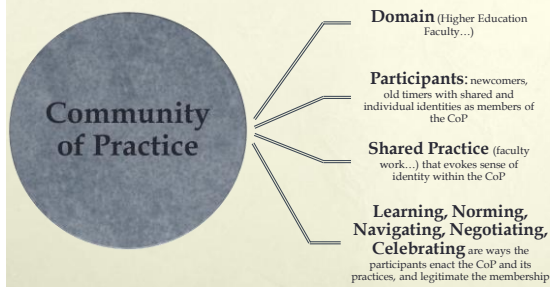 Community
of Practice
Domain (Higher Education
Faculty…)
Participants: newcomers,
old timers with shared and
individual identities as members of
the CoP
Shared Practice (faculty
work…) that evokes sense of
identity within the CoP
Learning, Norming,
Navigating, Negotiating,
Celebrating are ways the
participants enact the CoP and its
practices, and legitimate the membership